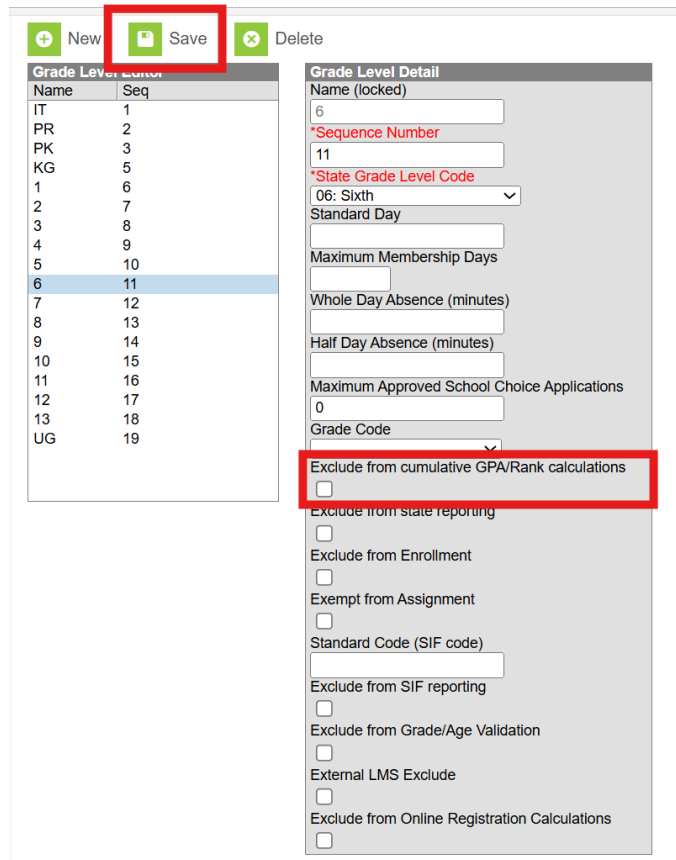 New Save Delete
Grade Level Editor
Name Seq
IT 1
PR 2
PK 3
KG 5
1 6
2 7
3 8
4 9
5 10
6 11
7 12
8 13
9 14
10 15
11 16
12 17
13 18
UG 19
Grade Level Detail
Name (locked)
6
*Sequence Number
11
*State Grade Level Code
06: Sixth
Standard Day
Maximum Membership Days
Whole Day Absence (minutes)
Half Day Absence (minutes)
Maximum Approved School Choice Applications
0
Grade Code
Exclude from cumulative GPA/Rank calculations
Exclude from state reporting
Exclude from Enrollment
Exempt from Assignment
Standard Code (SIF code)
Exclude from SIF reporting
Exclude from Grade/Age Validation
External LMS Exclude
Exclude from Online Registration Calculations